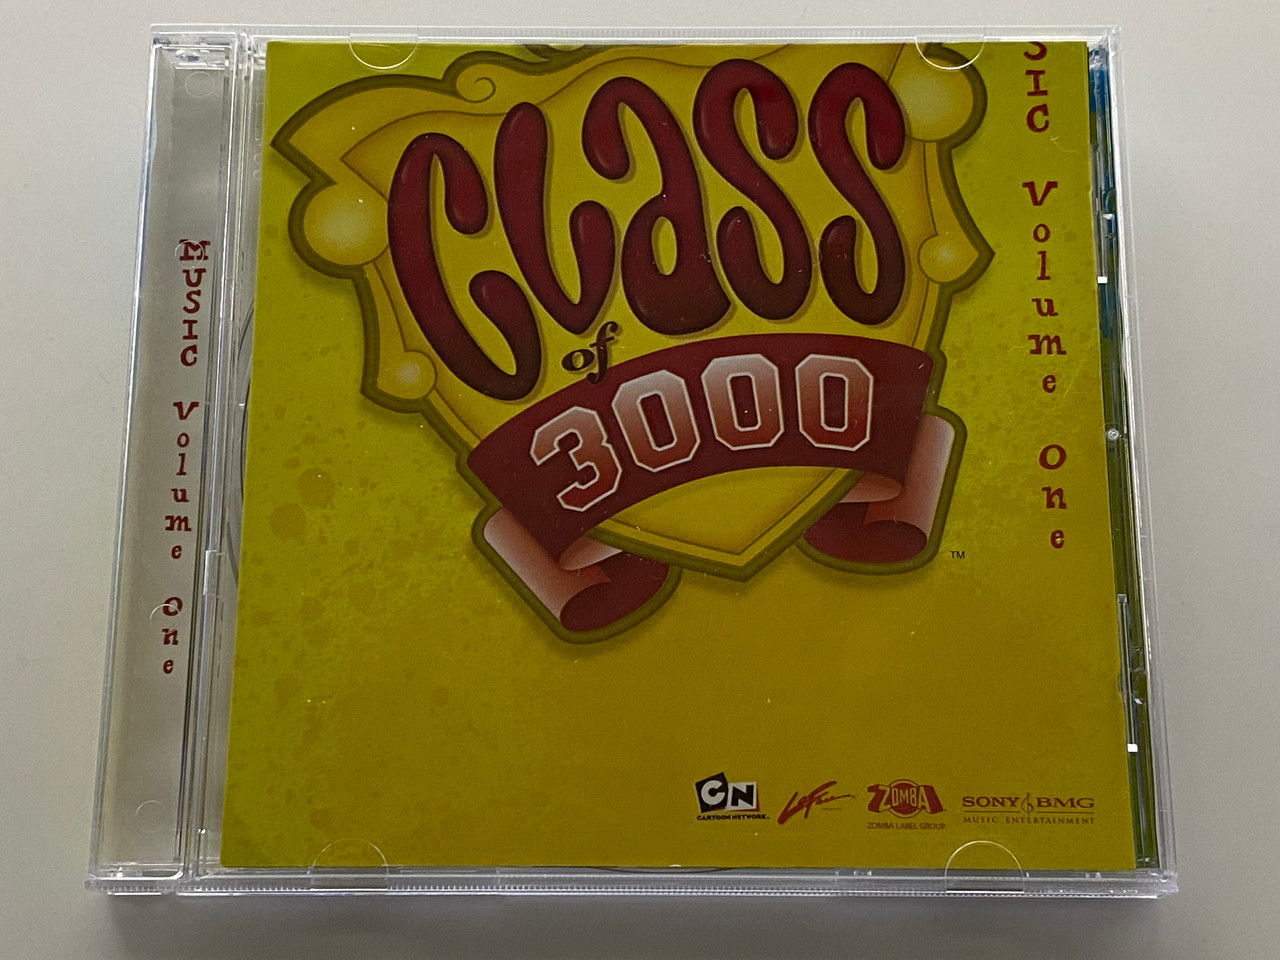 MUSIC Volume One
CLASS
of
3000
SIC Volume One
TM
CN
CARTOON NETWORK
ZOMBA
ZOMBA LABEL GROUP
SONY BMG
MUSIC ENTERTAINMENT